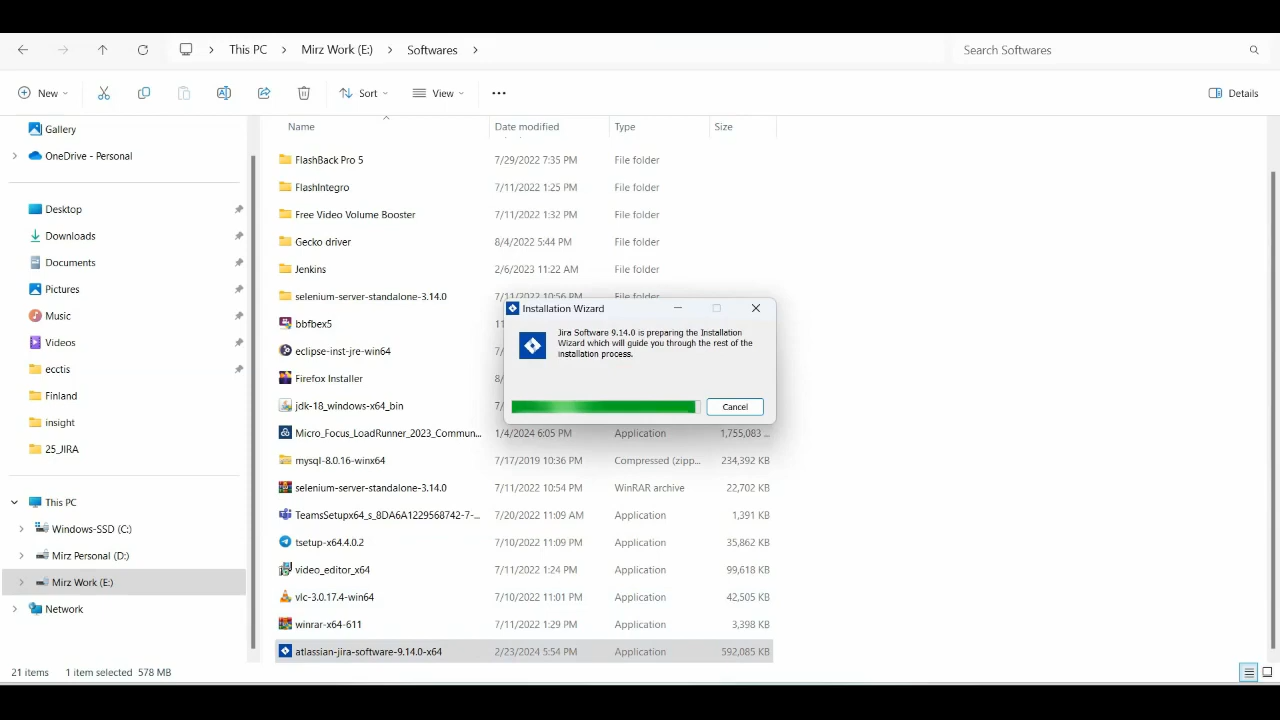 This PC > Mirz Work (E:) > Softwares >
Search Softwares
New
Sort
View
Details
Gallery
OneDrive - Personal
Desktop
Downloads
Documents
Pictures
Music
Videos
ecctis
Finland
insight
25_JIRA
This PC
Windows-SSD (C:)
Mirz Personal (D:)
Mirz Work (E:)
Network
Name Date modified Type Size
FlashBack Pro 5 7/29/2022 7:35 PM File folder
FlashIntegro 7/11/2022 1:25 PM File folder
Free Video Volume Booster 7/11/2022 1:32 PM File folder
Gecko driver 8/4/2022 5:44 PM File folder
Jenkins 2/6/2023 11:22 AM File folder
selenium-server-standalone-3.14.0 7/11/2022 10:56 PM File folder
bbfbex5 11
eclipse-inst-jre-win64 7/
Firefox Installer 8/
jdk-18_windows-x64_bin 7/
Micro_Focus_LoadRunner_2023_Commun... 1/4/2024 6:05 PM Application 1,755,083 ...
mysql-8.0.16-winx64 7/17/2019 10:36 PM Compressed (zipp... 234,392 KB
selenium-server-standalone-3.14.0 7/11/2022 10:54 PM WinRAR archive 22,702 KB
TeamsSetupx64_s_8DA6A1229568742-7-... 7/20/2022 11:09 AM Application 1,391 KB
tsetup-x64.4.0.2 7/10/2022 11:09 PM Application 35,862 KB
video_editor_x64 7/11/2022 1:24 PM Application 99,618 KB
vlc-3.0.17.4-win64 7/10/2022 11:01 PM Application 42,505 KB
winrar-x64-611 7/11/2022 1:29 PM Application 3,398 KB
atlassian-jira-software-9.14.0-x64 2/23/2024 5:54 PM Application 592,085 KB
Installation Wizard
Jira Software 9.14.0 is preparing the Installation
Wizard which will guide you through the rest of the
installation process.
Cancel
21 items 1 item selected 578 MB